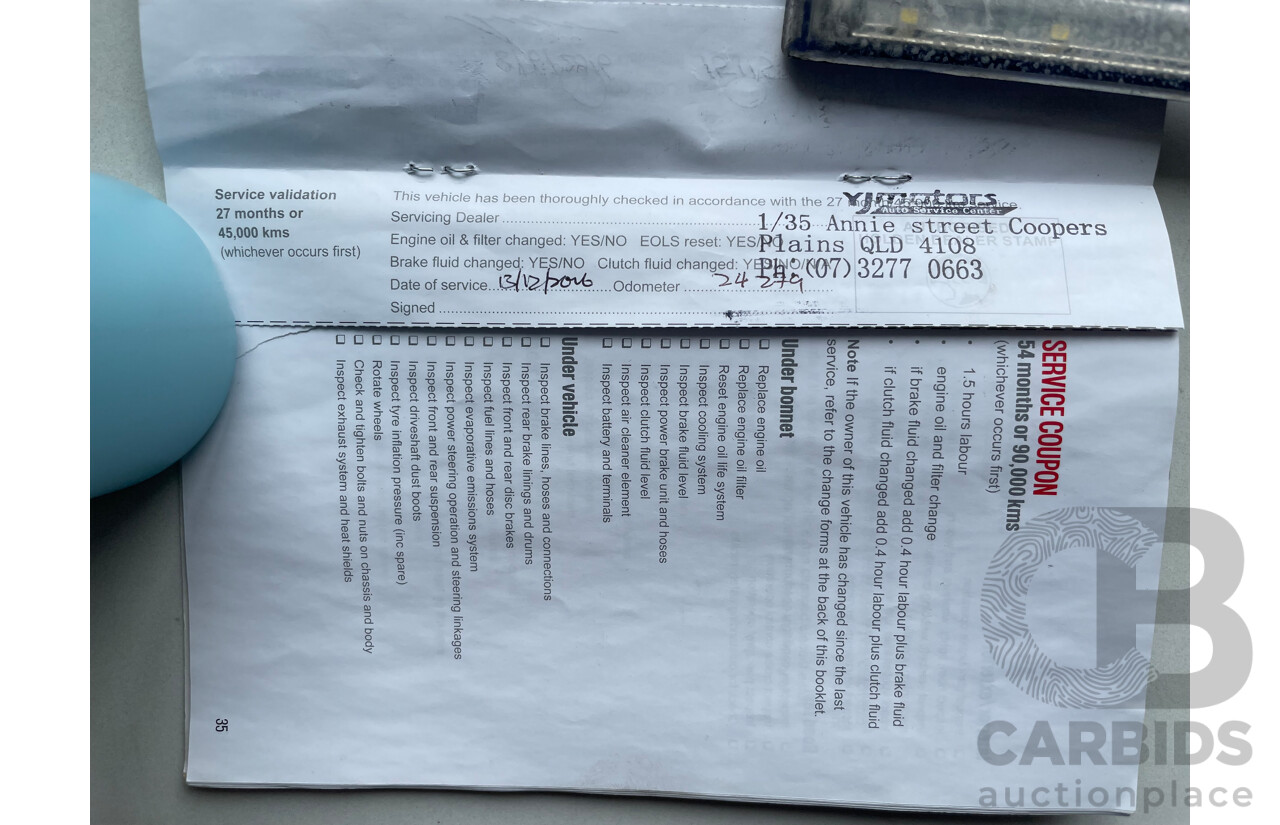 Service validation
27 months or
45,000 kms
(whichever occurs first)
This vehicle has been thoroughly checked in accordance with the 27 month/45,000 kms service
Servicing Dealer
Engine oil & filter changed: YES/NO EOLS reset: YES/NO
Brake fluid changed: YES/NO Clutch fluid changed: YES/NO/NA
Date of service 13/12/2016 Odometer 24 279
Signed
YJmotors
Auto Service Center
1/35 Annie street Coopers
Plains QLD 4108
Ph:(07)3277 0663
SERVICE COUPON
54 months or 90,000 kms
(whichever occurs first)
• 1.5 hours labour
• engine oil and filter change
• if brake fluid changed add 0.4 hour labour plus brake fluid
• if clutch fluid changed add 0.4 hour labour plus clutch fluid
Note If the owner of this vehicle has changed since the last
service, refer to the change forms at the back of this booklet.
Under bonnet
❑ Replace engine oil
❑ Replace engine oil filter
❑ Reset engine oil life system
❑ Inspect cooling system
❑ Inspect brake fluid level
❑ Inspect power brake unit and hoses
❑ Inspect clutch fluid level
❑ Inspect air cleaner element
❑ Inspect battery and terminals
Under vehicle
❑ Inspect brake lines, hoses and connections
❑ Inspect rear brake linings and drums
❑ Inspect front and rear disc brakes
❑ Inspect fuel lines and hoses
❑ Inspect evaporative emissions system
❑ Inspect power steering operation and steering linkages
❑ Inspect front and rear suspension
❑ Inspect driveshaft dust boots
❑ Inspect tyre inflation pressure (inc spare)
❑ Rotate wheels
❑ Check and tighten bolts and nuts on chassis and body
❑ Inspect exhaust system and heat shields
35
CB
CARBIDS
auctionplace